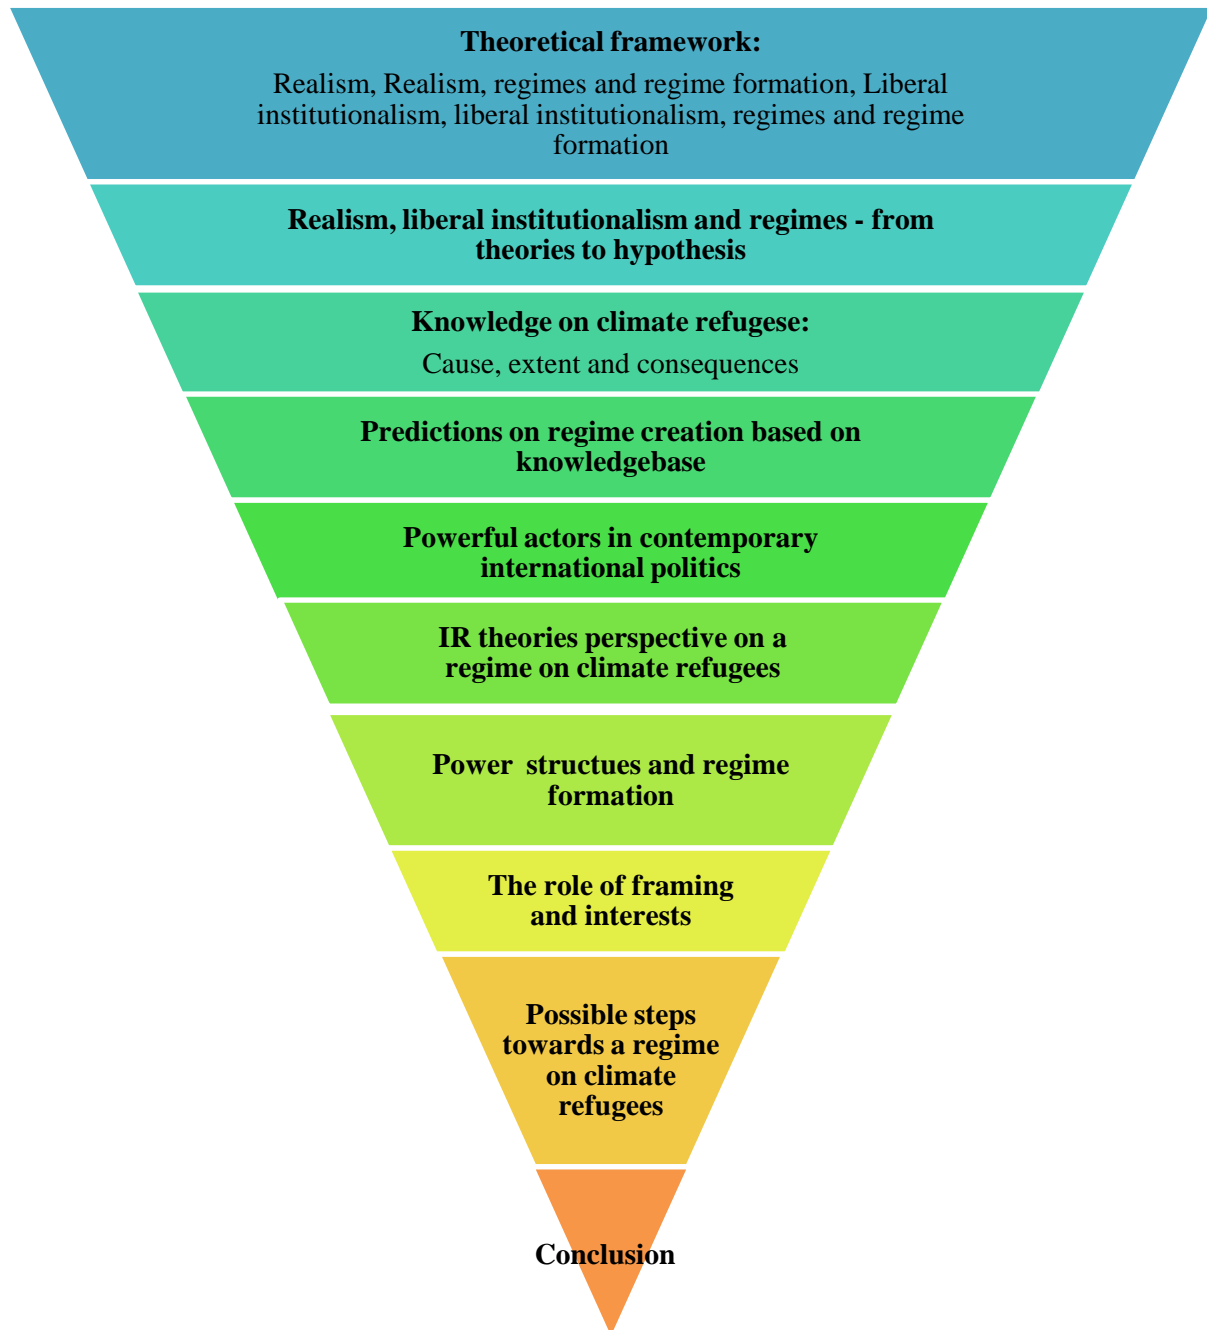 Theoretical framework:
Realism, Realism, regimes and regime formation, Liberal
institutionalism, liberal institutionalism, regimes and regime
formation
Realism, liberal institutionalism and regimes - from
theories to hypothesis
Knowledge on climate refugese:
Cause, extent and consequences
Predictions on regime creation based on
knowledgebase
Powerful actors in contemporary
international politics
IR theories perspective on a
regime on climate refugees
Power structues and regime
formation
The role of framing
and interests
Possible steps
towards a regime
on climate
refugees
Conclusion